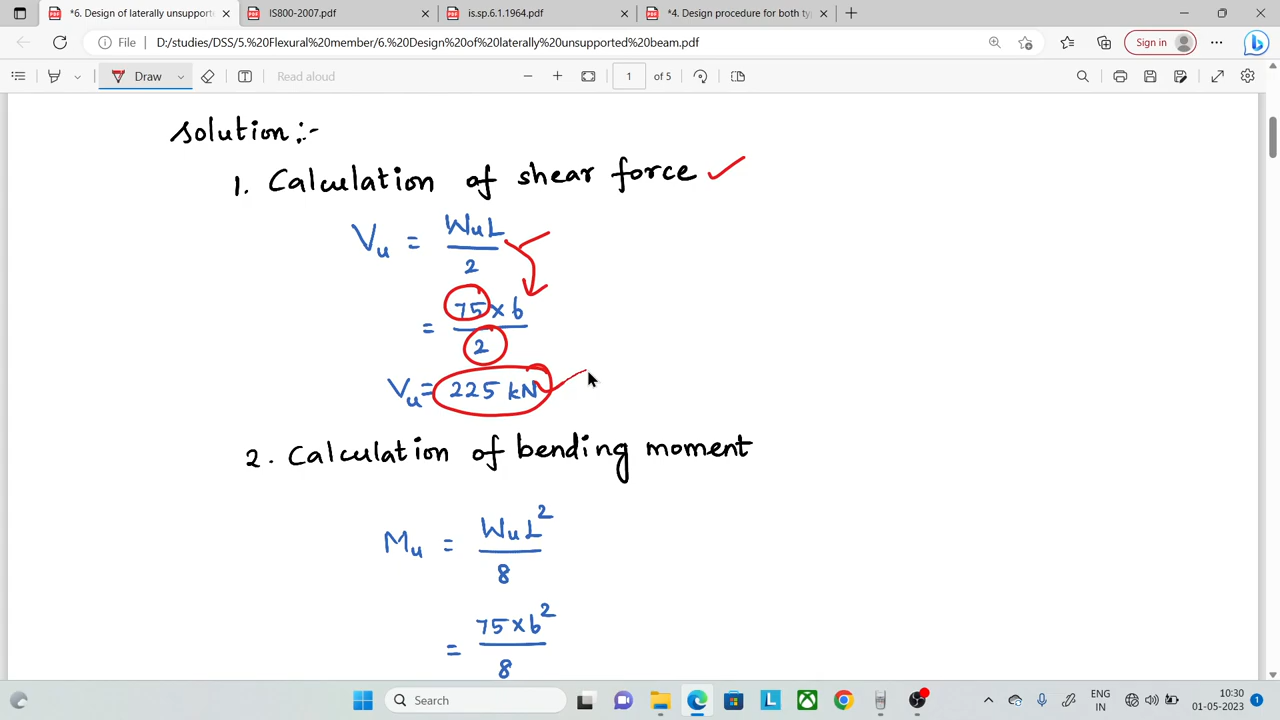 *6. Design of laterally unsupport
IS800-2007.pdf
is.sp.6.1.1964.pdf
*4. Design procedure for both ty
File
D:/studies/DSS/5.%20Flexural%20member/6.%20Design%20of%20laterally%20unsupported%20beam.pdf
Sign in
Draw
Read aloud
1 of 5
Solution :-
1. Calculation of shear force
Vu = WuL
2
= 75 x 6
2
Vu = 225 kN
2. Calculation of bending moment
Mu = WuL²
8
= 75 x 6²
8
Search
ENG
IN
10:30
01-05-2023